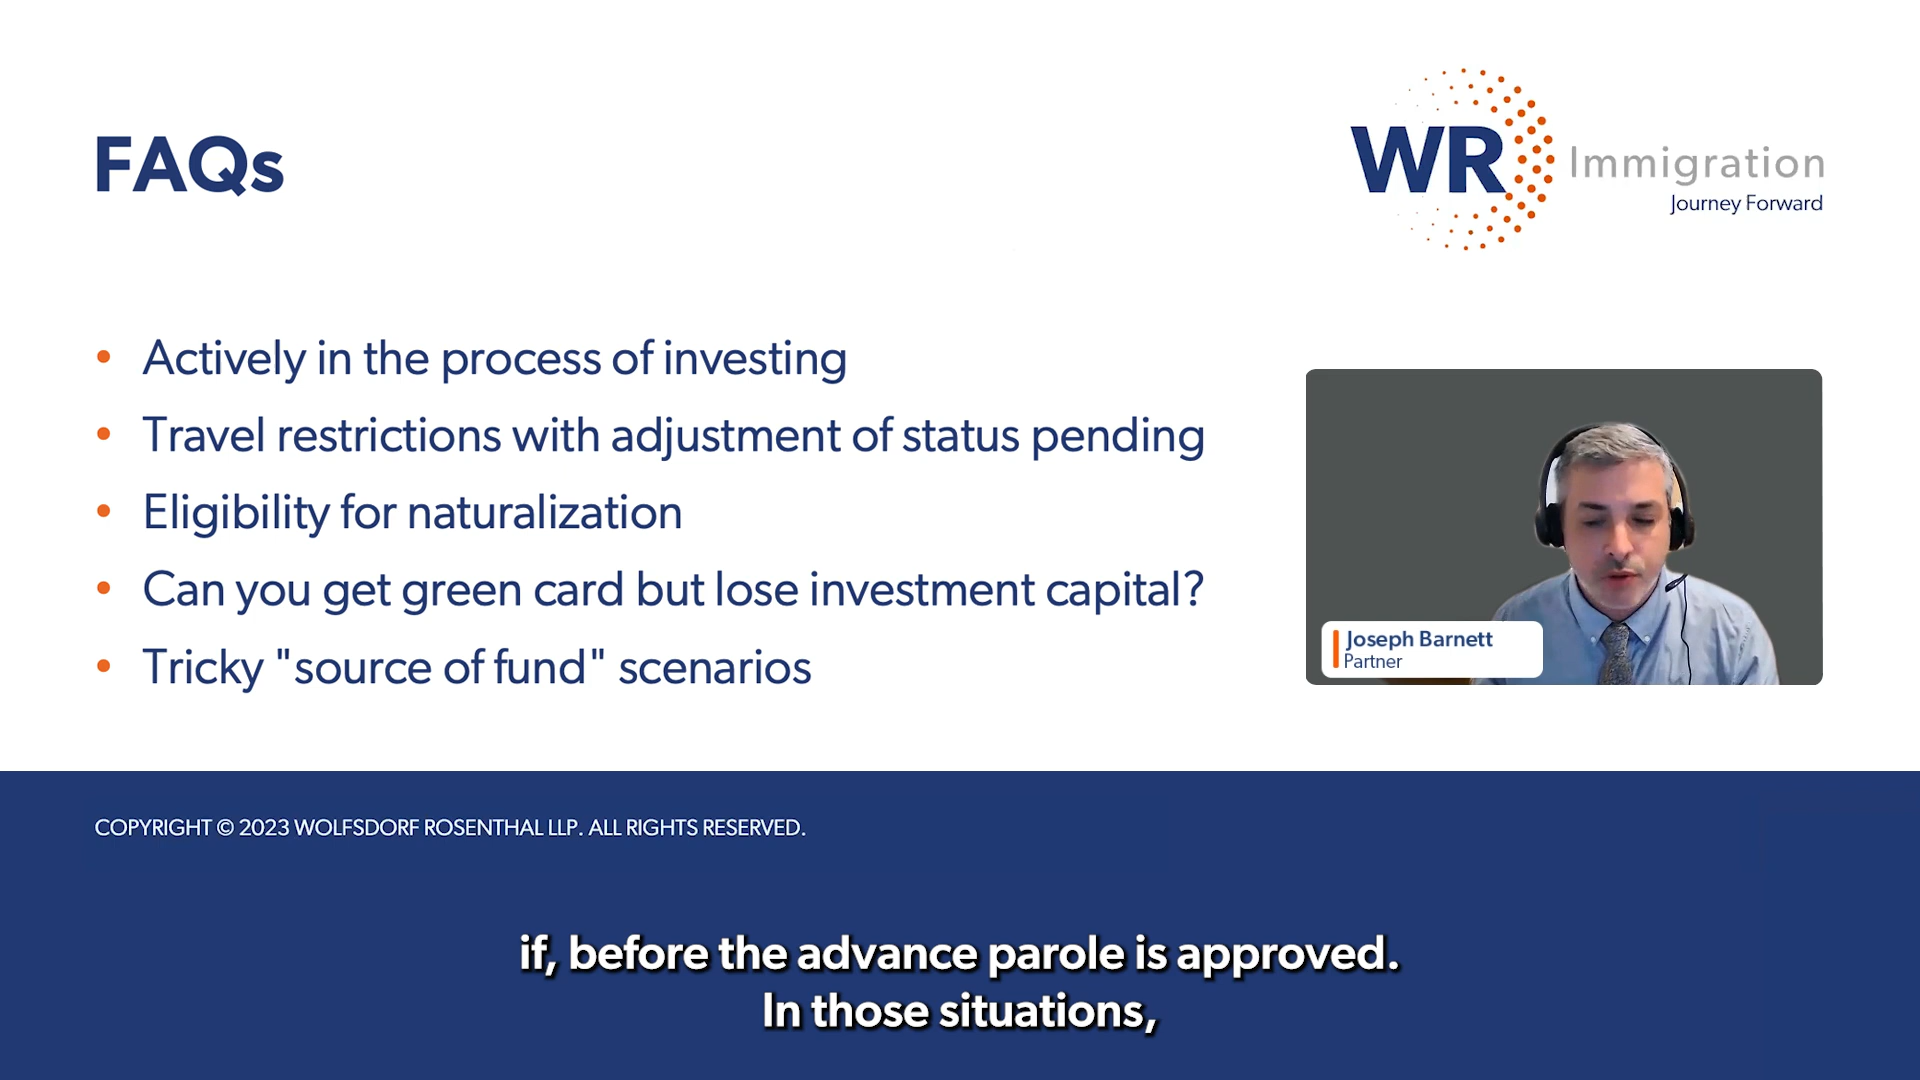 FAQs
WR Immigration
Journey Forward
• Actively in the process of investing
• Travel restrictions with adjustment of status pending
• Eligibility for naturalization
• Can you get green card but lose investment capital?
• Tricky "source of fund" scenarios
Joseph Barnett
Partner
COPYRIGHT © 2023 WOLFSDORF ROSENTHAL LLP. ALL RIGHTS RESERVED.
if, before the advance parole is approved.
In those situations,